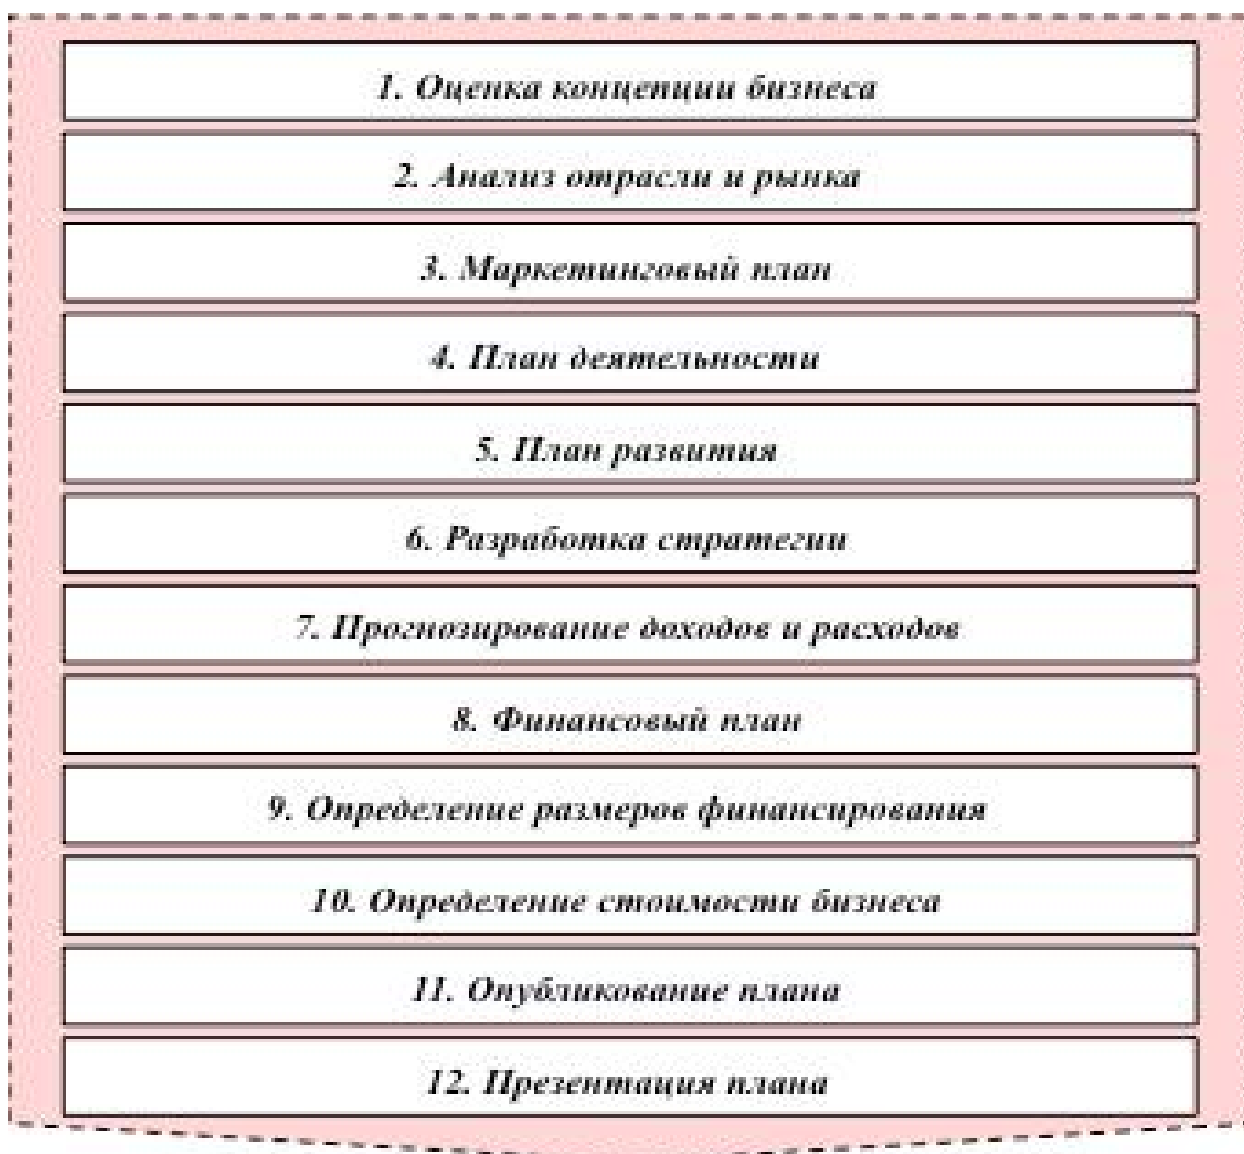 1. Оценка концепции бизнеса
2. Анализ отрасли и рынка
3. Маркетинговый план
4. План деятельности
5. План развития
6. Разработка стратегии
7. Прогнозирование доходов и расходов
8. Финансовый план
9. Определение размеров финансирования
10. Определение стоимости бизнеса
11. Опубликование плана
12. Презентация плана